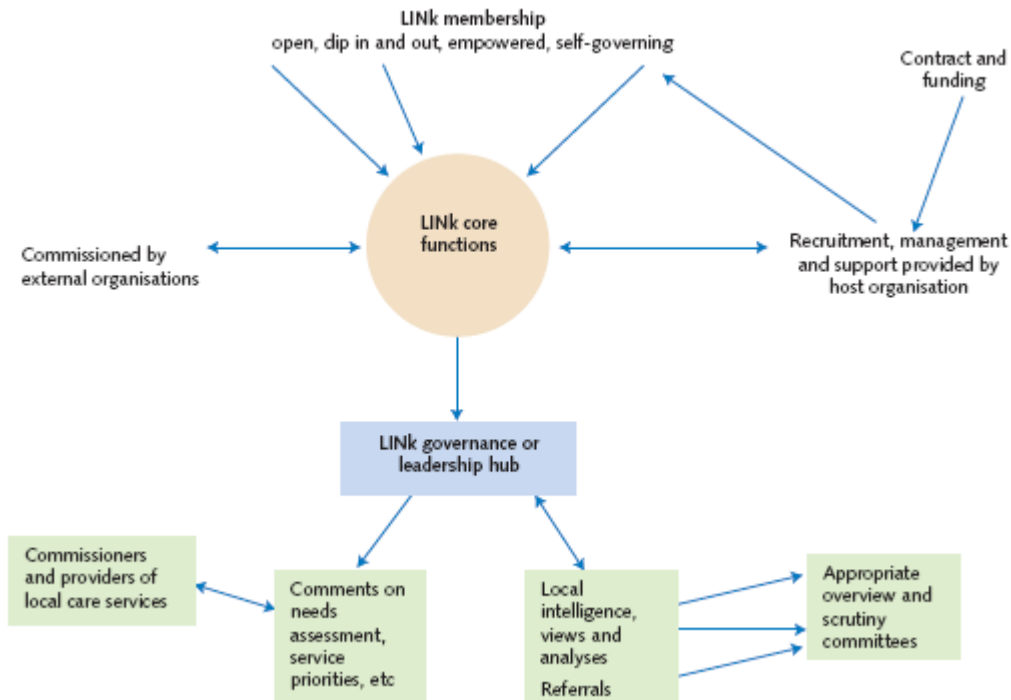 LINk membership
open, dip in and out, empowered, self-governing
Contract and
funding
LINk core
functions
Commissioned by
external organisations
Recruitment, management
and support provided by
host organisation
LINk governance or
leadership hub
Commissioners
and providers of
local care services
Comments on
needs
assessment,
service
priorities, etc
Local
intelligence,
views and
analyses
Referrals
Appropriate
overview and
scrutiny
committees